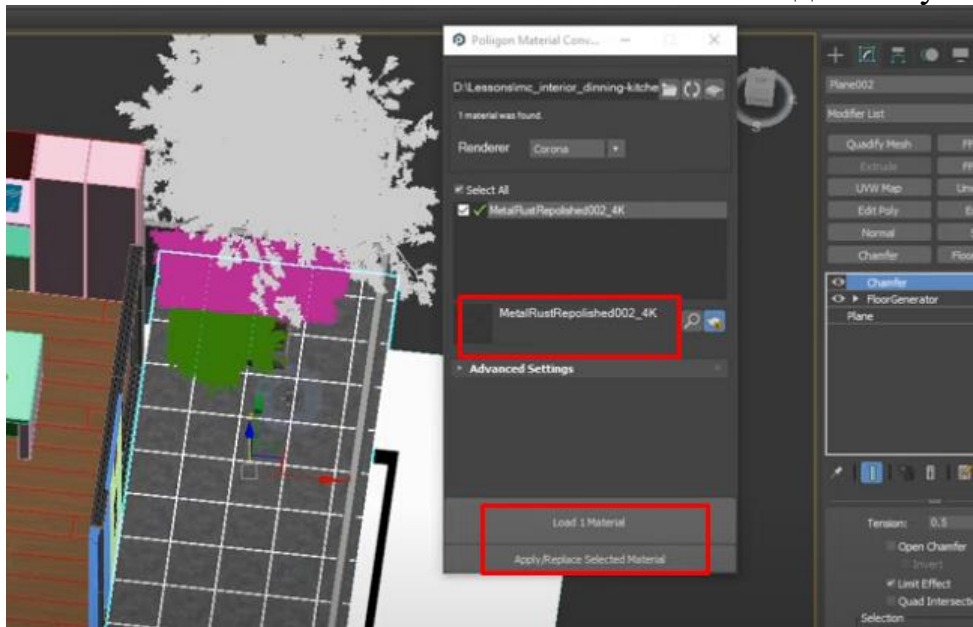 Poliigon Material Conv...
D:\Lessons\mc_interior_dinning-kitche
1 material was found.
Renderer Corona
Select All
MetalRustRepolished002_4K
MetalRustRepolished002_4K
Advanced Settings
Load 1 Material
Apply/Replace Selected Material
Plane002
Modifier List
Quadify Mesh
Extrude
UVW Map
Edit Poly
Normal
Chamfer
Chamfer
FloorGenerator
Plane
Tension: 0.5
Open Chamfer
Invert
Limit Effect
Quad Intersecti
Selection